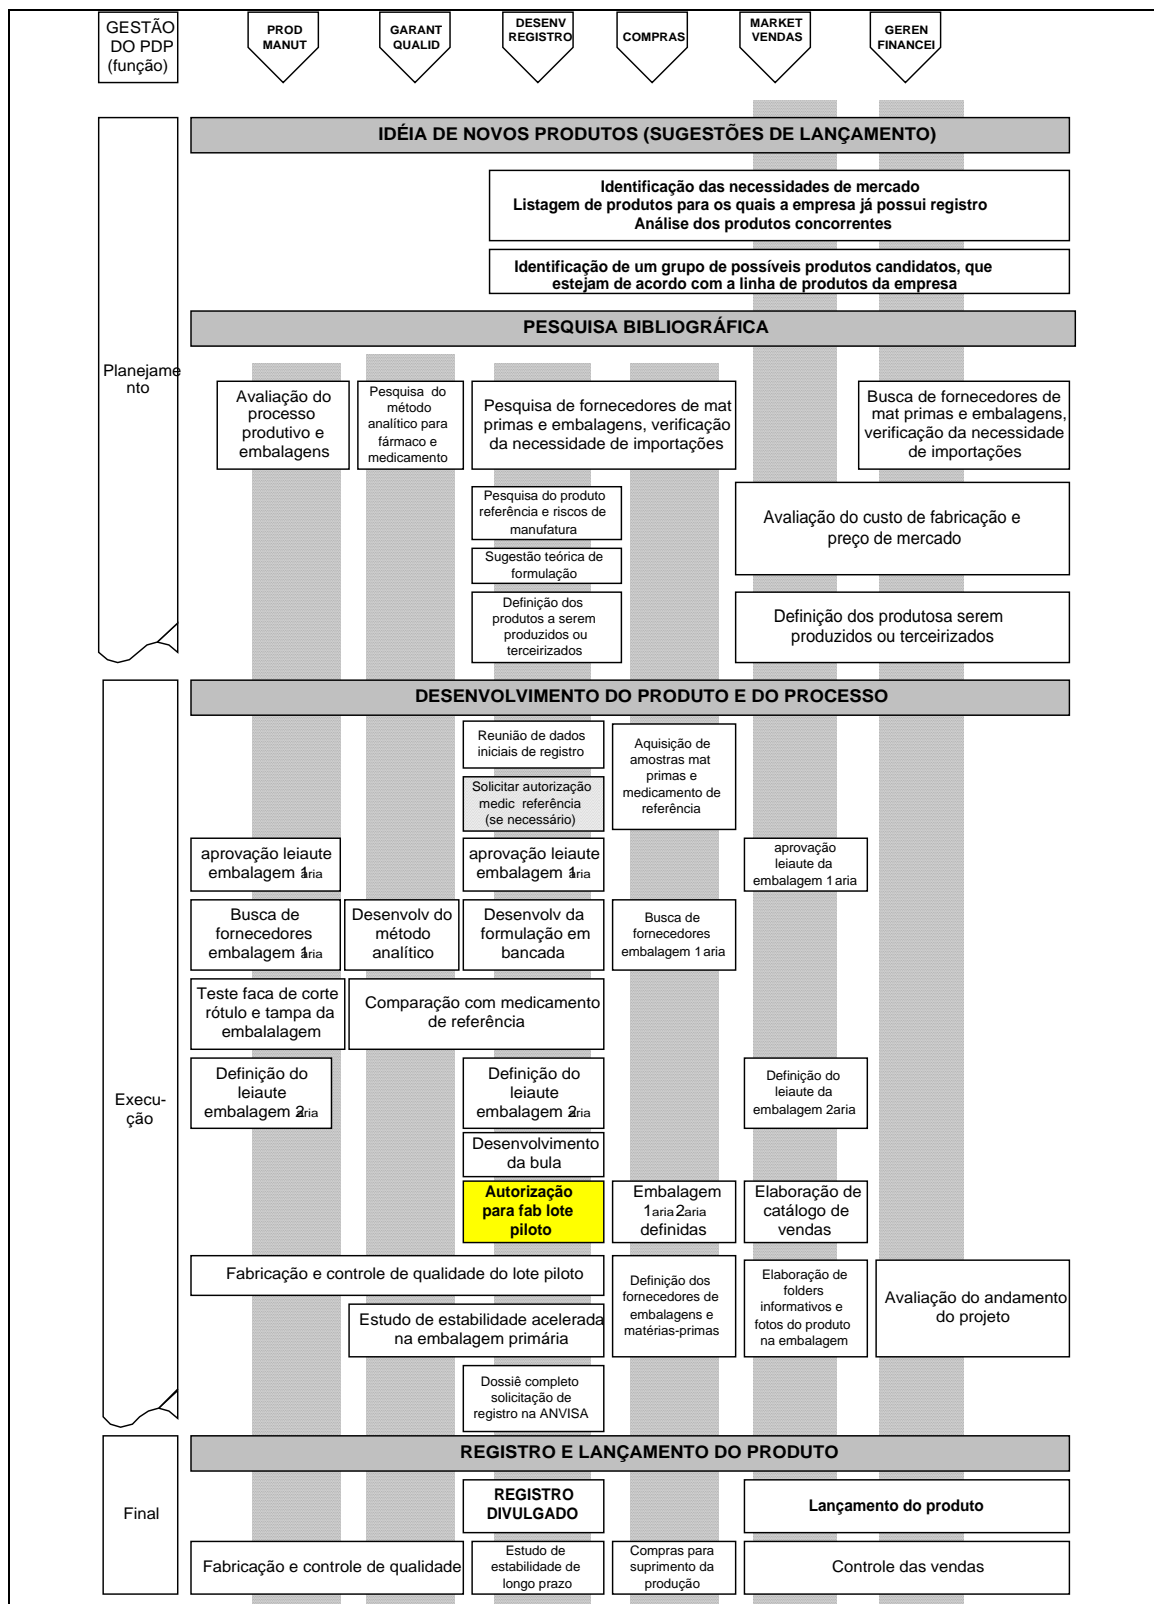 GESTÃO
DO PDP
(função)
PROD
MANUT
GARANT
QUALID
DESENV
REGISTRO
COMPRAS
MARKET
VENDAS
GEREN
FINANCEI
IDÉIA DE NOVOS PRODUTOS (SUGESTÕES DE LANÇAMENTO)
Identificação das necessidades de mercado
Listagem de produtos para os quais a empresa já possui registro
Análise dos produtos concorrentes
Identificação de um grupo de possíveis produtos candidatos, que
estejam de acordo com a linha de produtos da empresa
PESQUISA BIBLIOGRÁFICA
Planejame
nto
Avaliação do
processo
produtivo e
embalagens
Pesquisa do
método
analítico para
fármaco e
medicamento
Pesquisa de fornecedores de mat
primas e embalagens, verificação
da necessidade de importações
Busca de fornecedores de
mat primas e embalagens,
verificação da necessidade
de importações
Pesquisa do produto
referência e riscos de
manufatura
Avaliação do custo de fabricação e
preço de mercado
Sugestão teórica de
formulação
Definição dos
produtos a serem
produzidos ou
terceirizados
Definição dos produtosa serem
produzidos ou terceirizados
DESENVOLVIMENTO DO PRODUTO E DO PROCESSO
Reunião de dados
iniciais de registro
Aquisição de
amostras mat
primas e
medicamento de
referência
Solicitar autorização
medic referência
(se necessário)
aprovação leiaute
embalagem 1aria
aprovação leiaute
embalagem 1aria
aprovação
leiaute da
embalagem 1 aria
Busca de
fornecedores
embalagem 1aria
Desenvolv do
método
analítico
Desenvolv da
formulação em
bancada
Busca de
fornecedores
embalagem 1 aria
Teste faca de corte
rótulo e tampa da
embalalagem
Comparação com medicamento
de referência
Execu-
ção
Definição do
leiaute
embalagem 2aria
Definição do
leiaute
embalagem 2aria
Definição do
leiaute da
embalagem 2aria
Desenvolvimento
da bula
Autorização
para fab lote
piloto
Embalagem
1aria 2aria
definidas
Elaboração de
catálogo de
vendas
Fabricação e controle de qualidade do lote piloto
Definição dos
fornecedores de
embalagens e
matérias-primas
Elaboração de
folders
informativos e
fotos do produto
na embalagem
Avaliação do andamento
do projeto
Estudo de estabilidade acelerada
na embalagem primária
Dossiê completo
solicitação de
registro na ANVISA
REGISTRO E LANÇAMENTO DO PRODUTO
Final
REGISTRO
DIVULGADO
Lançamento do produto
Fabricação e controle de qualidade
Estudo de
estabilidade de
longo prazo
Compras para
suprimento da
produção
Controle das vendas